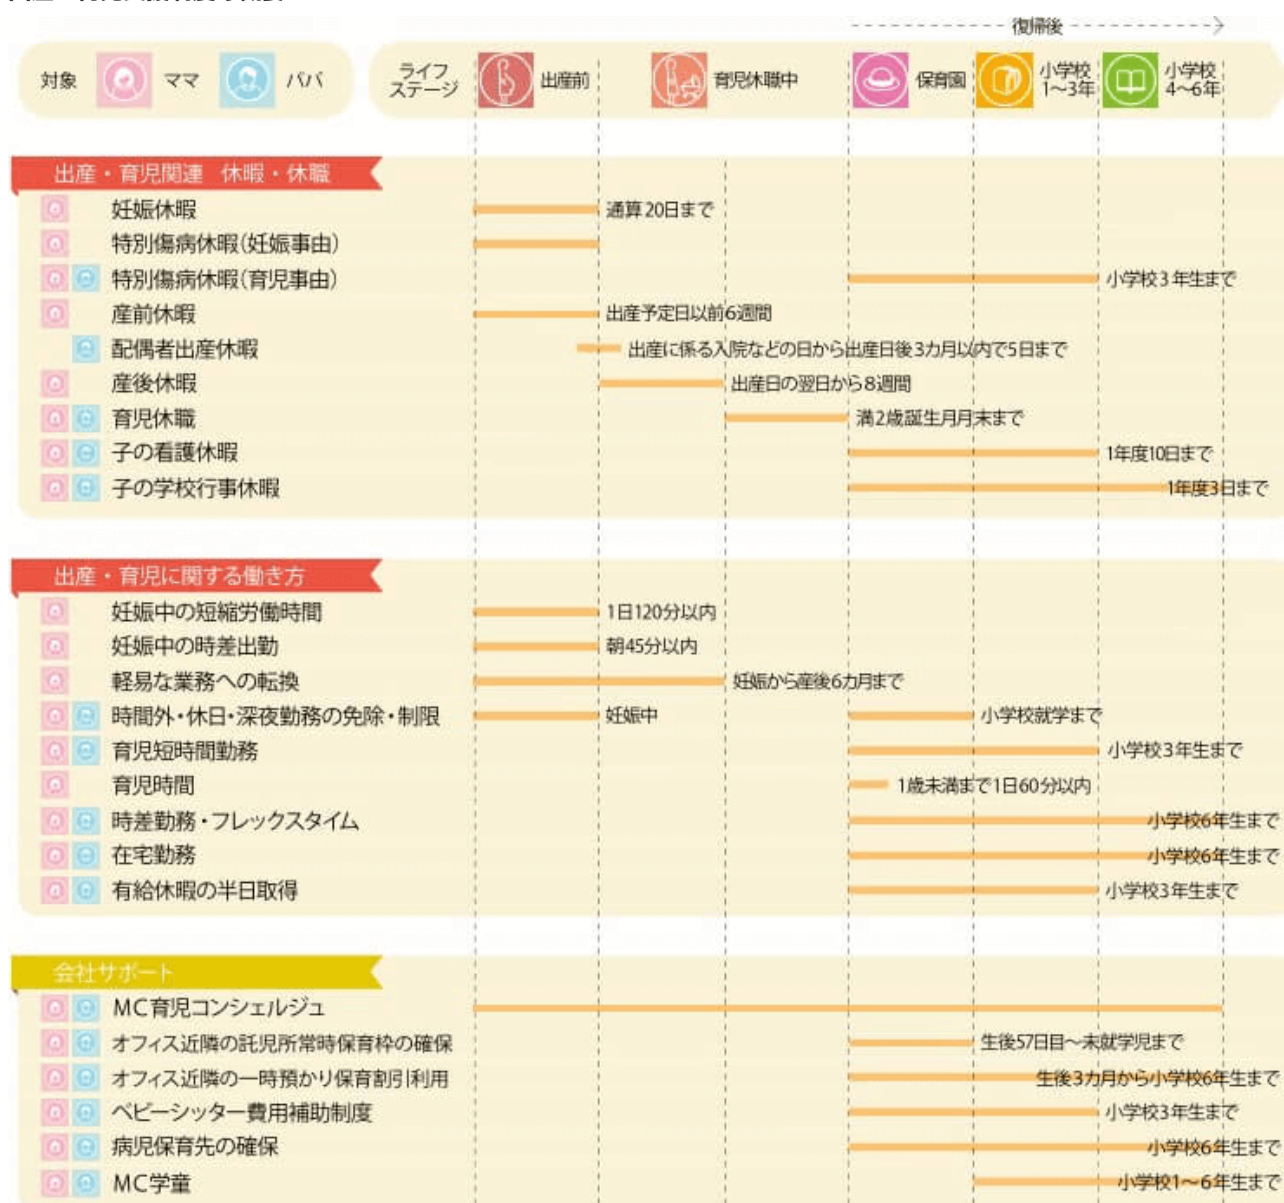 復帰後
対象 ママ パパ ライフステージ 出産前 育児休職中 保育園 小学校1~3年 小学校4~6年
出産・育児関連 休暇・休職
妊娠休暇 通算20日まで
特別傷病休暇(妊娠事由)
特別傷病休暇(育児事由) 小学校3年生まで
産前休暇 出産予定日以前6週間
配偶者出産休暇 出産に係る入院などの日から出産日後3カ月以内で5日まで
産後休暇 出産日の翌日から8週間
育児休職 満2歳誕生月月末まで
子の看護休暇 1年度10日まで
子の学校行事休暇 1年度3日まで
出産・育児に関する働き方
妊娠中の短縮労働時間 1日120分以内
妊娠中の時差出勤 朝45分以内
軽易な業務への転換 妊娠から産後6カ月まで
時間外・休日・深夜勤務の免除・制限 妊娠中 小学校就学まで
育児短時間勤務 小学校3年生まで
育児時間 1歳未満まで1日60分以内
時差勤務・フレックスタイム 小学校6年生まで
在宅勤務 小学校6年生まで
有給休暇の半日取得 小学校3年生まで
会社サポート
MC育児コンシェルジュ
オフィス近隣の託児所常時保育枠の確保 生後57日目~未就学児まで
オフィス近隣の一時預かり保育割引利用 生後3カ月から小学校6年生まで
ベビーシッター費用補助制度 小学校3年生まで
病児保育先の確保 小学校6年生まで
MC学童 小学校1~6年生まで